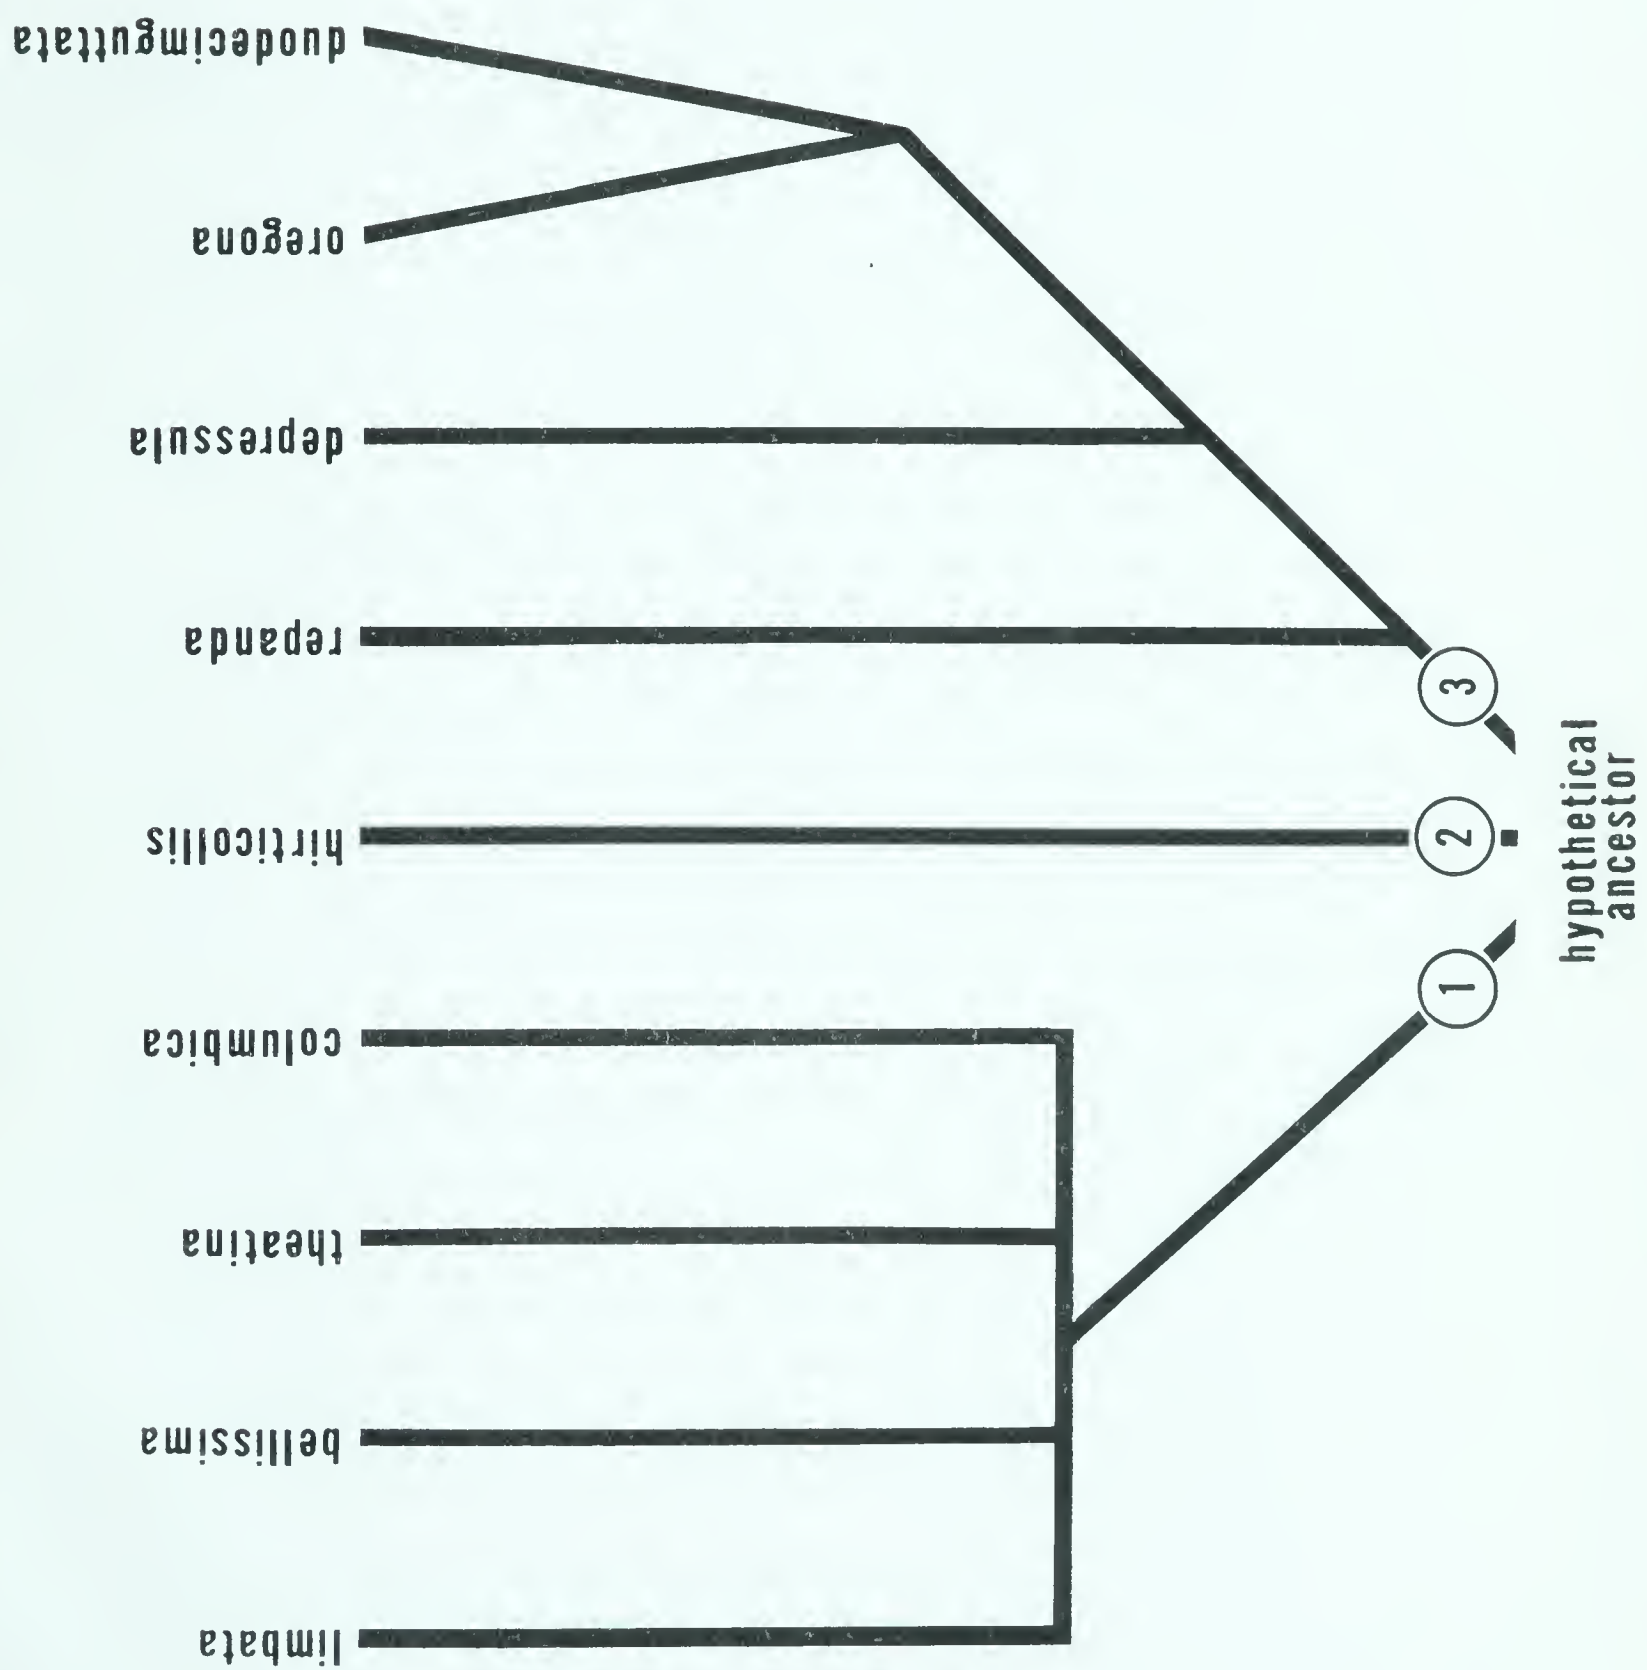 duodecimguttata
oregona
depressula
repanda
hirticollis
columbica
theatina
bellissima
limbata
3
2
1
hypothetical
ancestor